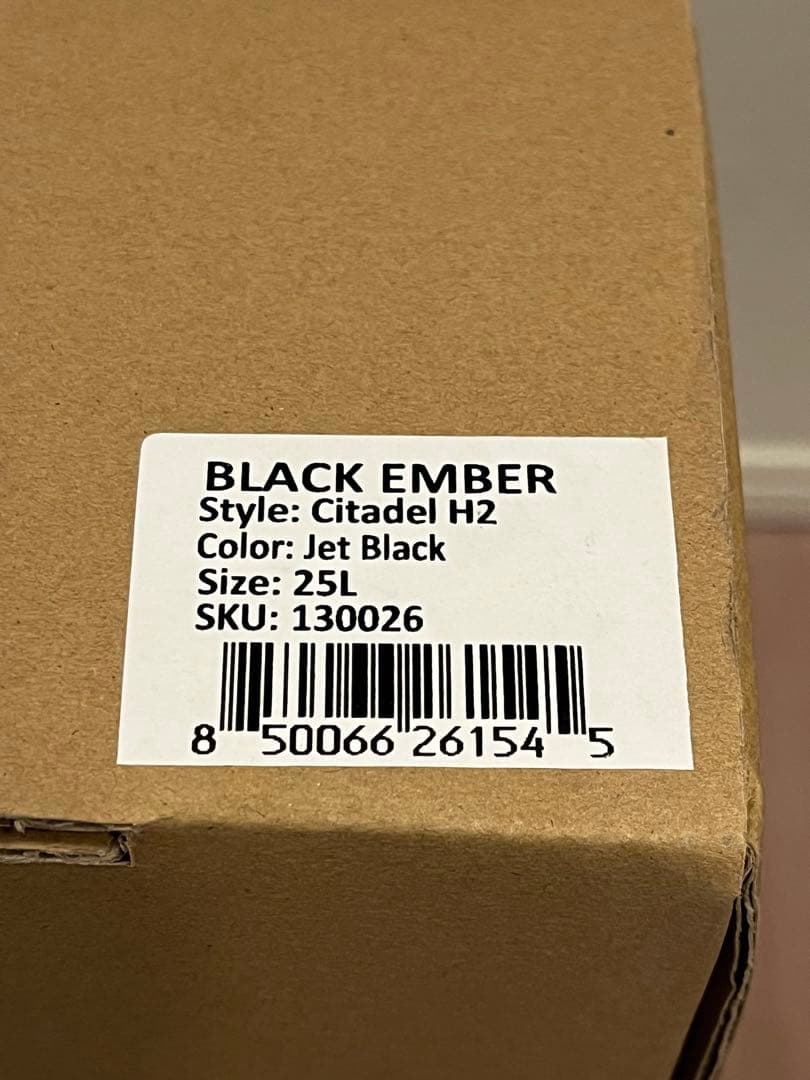 BLACK EMBER
Style: Citadel H2
Color: Jet Black
Size: 25L
SKU: 130026
8 50066 26154 5